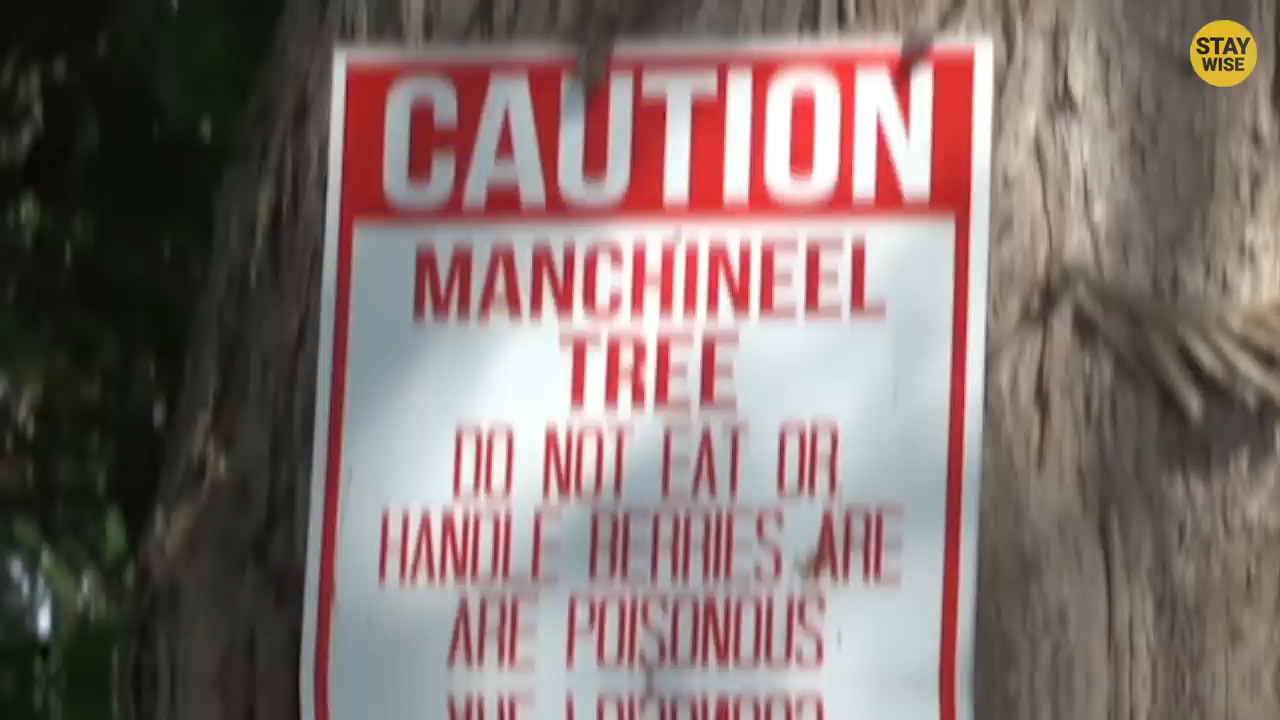 STAY
WISE
CAUTION
MANCHINEEL
TREE
DO NOT EAT OR
HANDLE BERRIES ARE
ARE POISONOUS